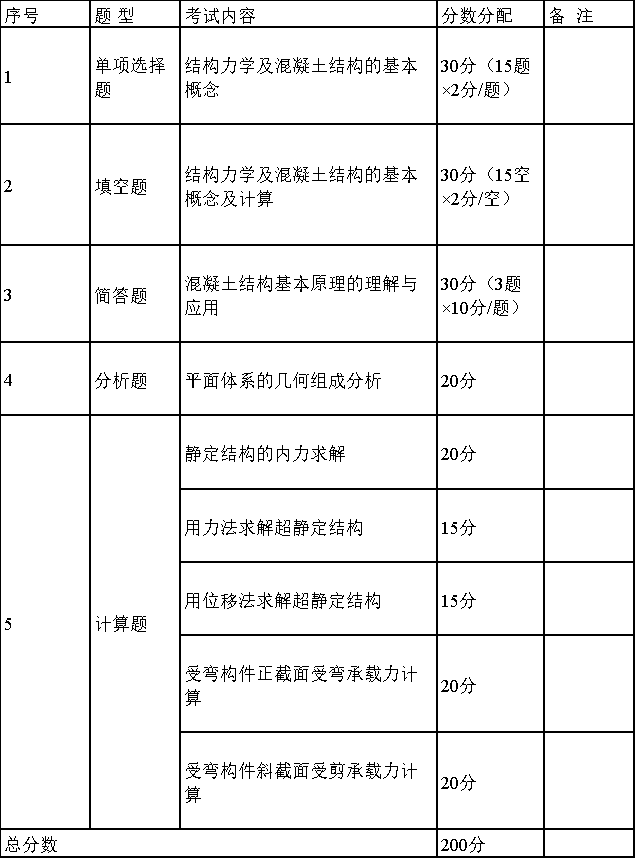 序号 题 型 考试内容 分数分配 备 注
1 单项选择题 结构力学及混凝土结构的基本概念 30分（15题×2分/题）
2 填空题 结构力学及混凝土结构的基本概念及计算 30分（15空×2分/空）
3 简答题 混凝土结构基本原理的理解与应用 30分（3题×10分/题）
4 分析题 平面体系的几何组成分析 20分
5 计算题 静定结构的内力求解 20分
用力法求解超静定结构 15分
用位移法求解超静定结构 15分
受弯构件正截面受弯承载力计算 20分
受弯构件斜截面受剪承载力计算 20分
总分数 200分